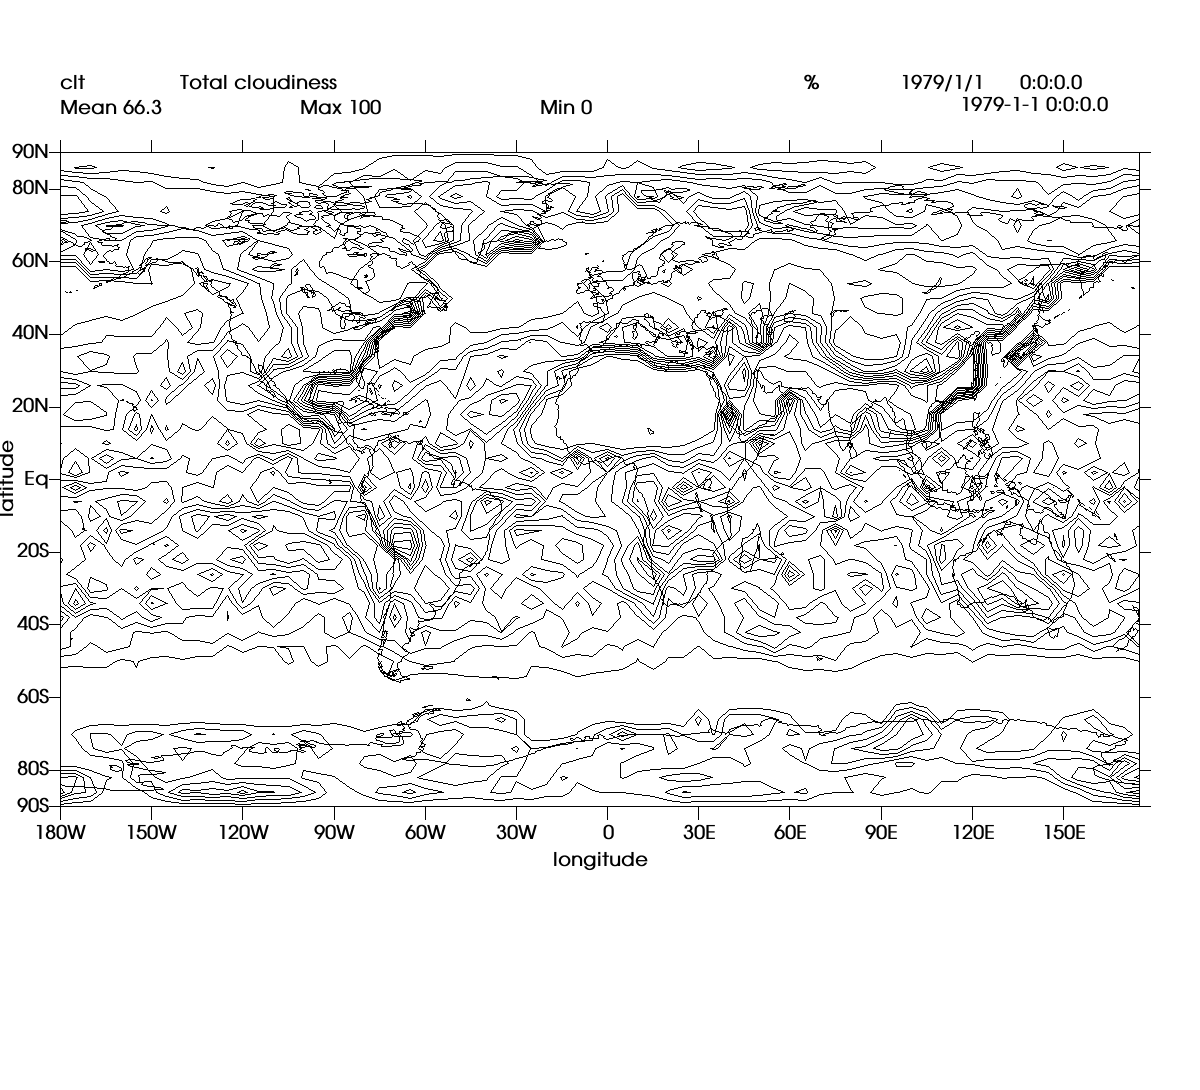 clt Total cloudiness % 1979/1/1 0:0:0.0
Mean 66.3 Max 100 Min 0 1979-1-1 0:0:0.0
90N
80N
60N
40N
20N
Eq
20S
40S
60S
80S
90S
latitude
180W 150W 120W 90W 60W 30W 0 30E 60E 90E 120E 150E
longitude